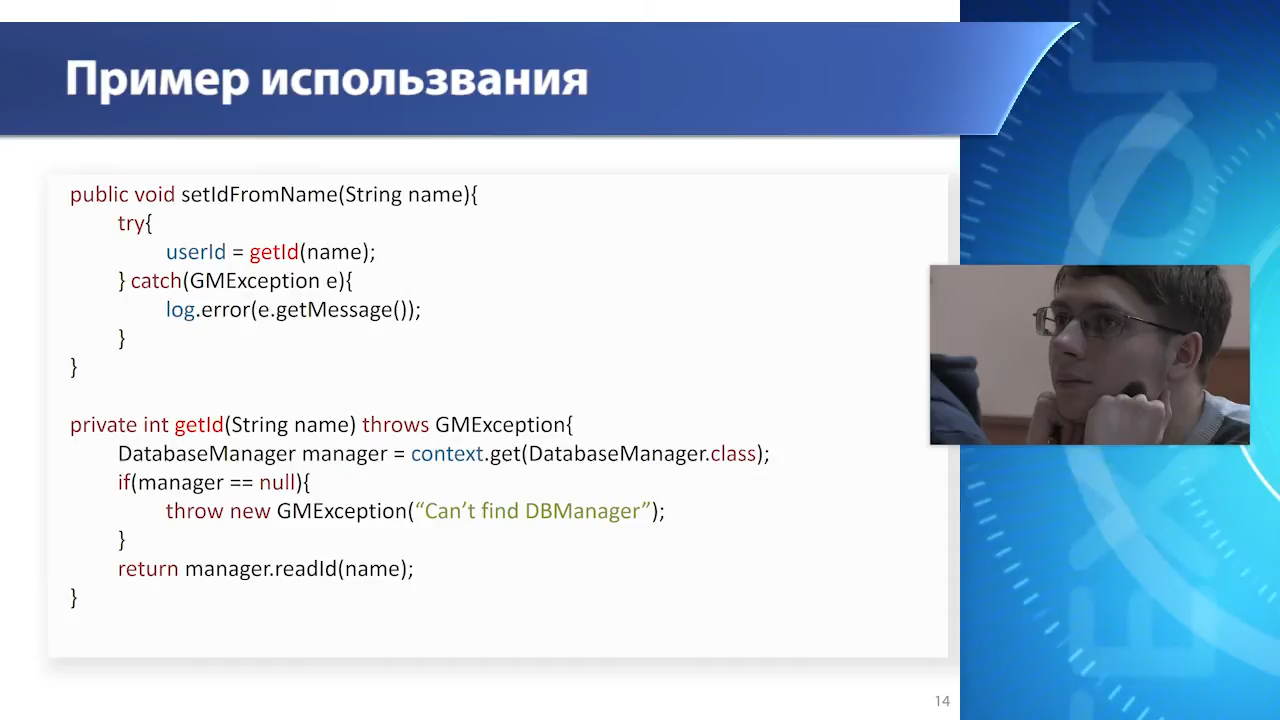 Пример использвания
public void setIdFromName(String name){
try{
userId = getId(name);
} catch(GMException e){
log.error(e.getMessage());
}
}
private int getId(String name) throws GMException{
DatabaseManager manager = context.get(DatabaseManager.class);
if(manager == null){
throw new GMException(“Can’t find DBManager”);
}
return manager.readId(name);
}
14